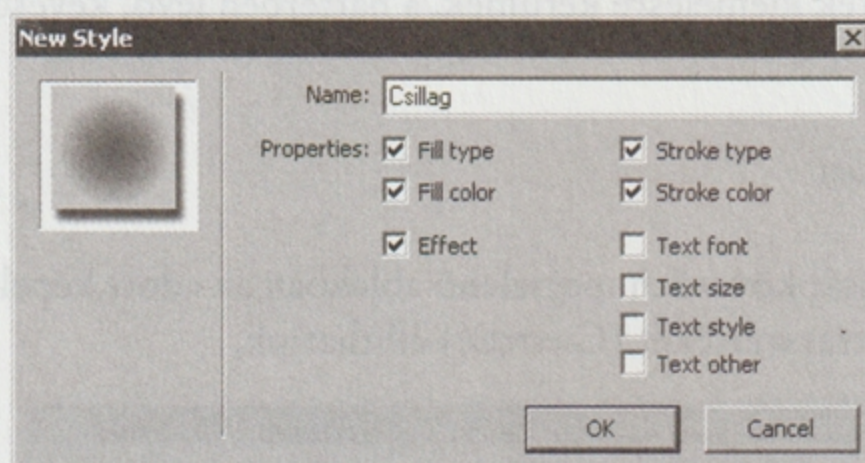 New Style
Name: Csillag
Properties: Fill type Stroke type
Fill color Stroke color
Effect Text font
Text size
Text style
Text other
OK Cancel